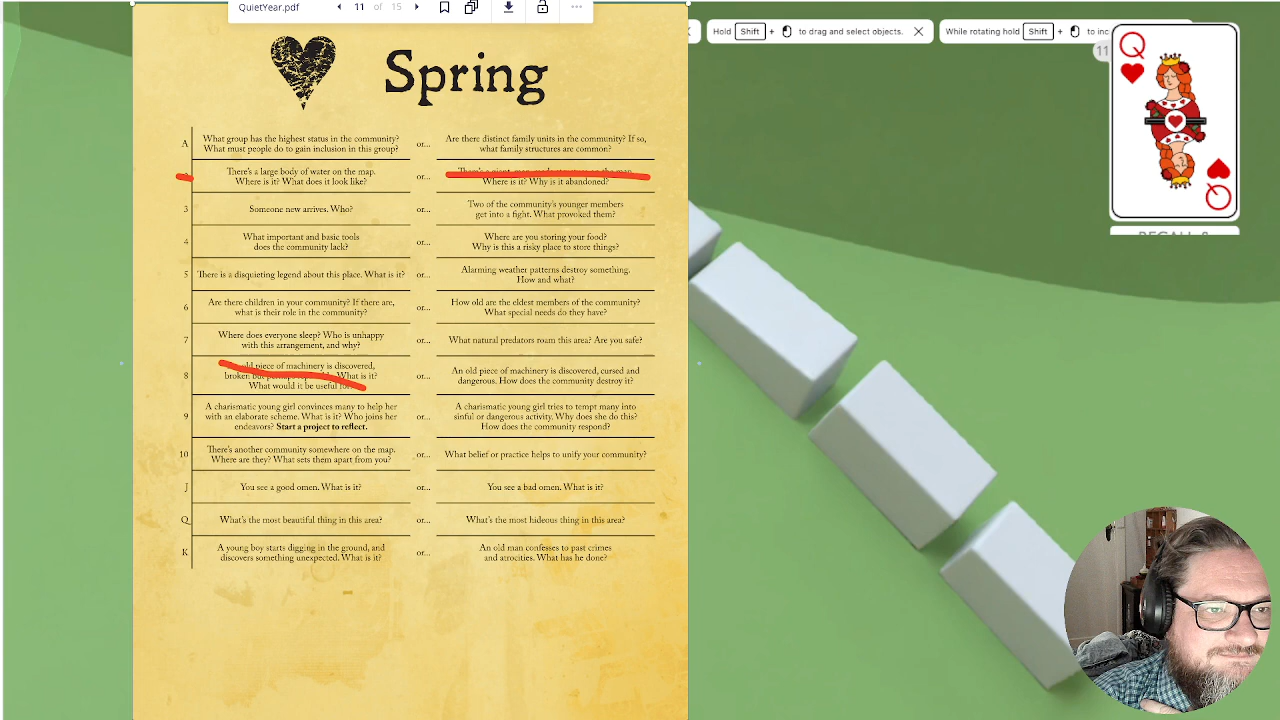 QuietYear.pdf
11 of 15
Hold Shift + to drag and select objects.
While rotating hold Shift + to inc
11
Q
Q
Spring
A
What group has the highest status in the community?
What must people do to gain inclusion in this group?
or...
Are there distinct family units in the community? If so,
what family structures are common?
There's a large body of water on the map.
Where is it? What does it look like?
or...
Where is it? Why is it abandoned?
3
Someone new arrives. Who?
or...
Two of the community's younger members
get into a fight. What provoked them?
4
What important and basic tools
does the community lack?
or...
Where are you storing your food?
Why is this a risky place to store things?
5
There is a disquieting legend about this place. What is it?
or...
Alarming weather patterns destroy something.
How and what?
6
Are there children in your community? If there are,
what is their role in the community?
or...
How old are the eldest members of the community?
What special needs do they have?
7
Where does everyone sleep? Who is unhappy
with this arrangement, and why?
or...
What natural predators roam this area? Are you safe?
8
old piece of machinery is discovered,
broken but What is it?
What would it be useful
or...
An old piece of machinery is discovered, cursed and
dangerous. How does the community destroy it?
9
A charismatic young girl convinces many to help her
with an elaborate scheme. What is it? Who joins her
endeavors? Start a project to reflect.
or...
A charismatic young girl tries to tempt many into
sinful or dangerous activity. Why does she do this?
How does the community respond?
10
There's another community somewhere on the map.
Where are they? What sets them apart from you?
or...
What belief or practice helps to unify your community?
J
You see a good omen. What is it?
or...
You see a bad omen. What is it?
Q
What's the most beautiful thing in this area?
or...
What's the most hideous thing in this area?
K
A young boy starts digging in the ground, and
discovers something unexpected. What is it?
or...
An old man confesses to past crimes
and atrocities. What has he done?